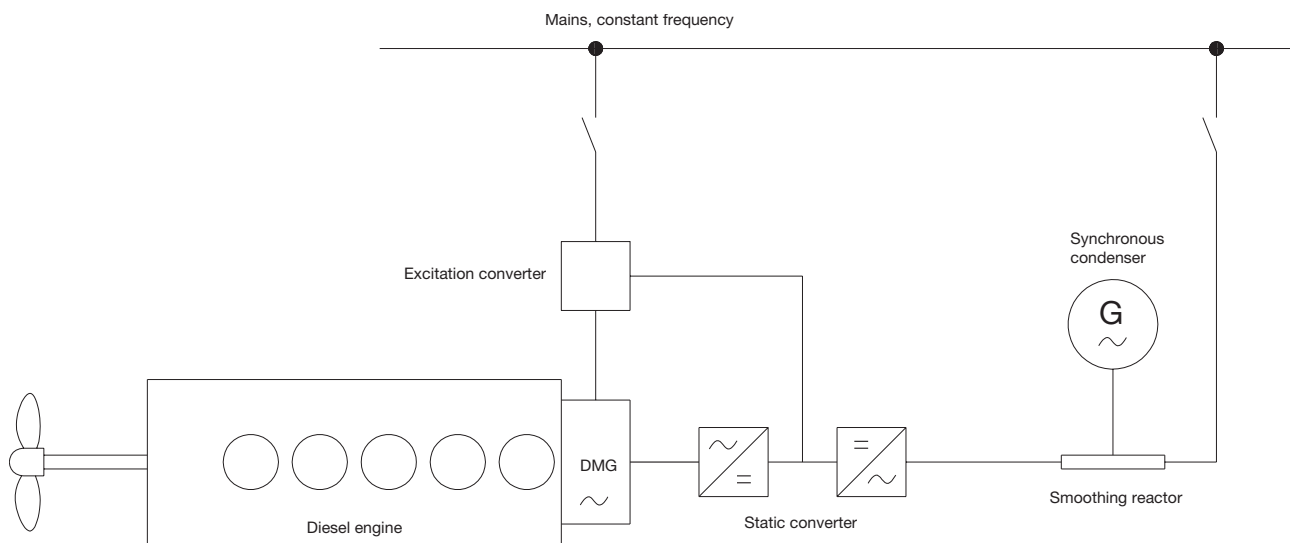 Mains, constant frequency
Synchronous
condenser
Excitation converter
G
DMG
Smoothing reactor
Static converter
Diesel engine